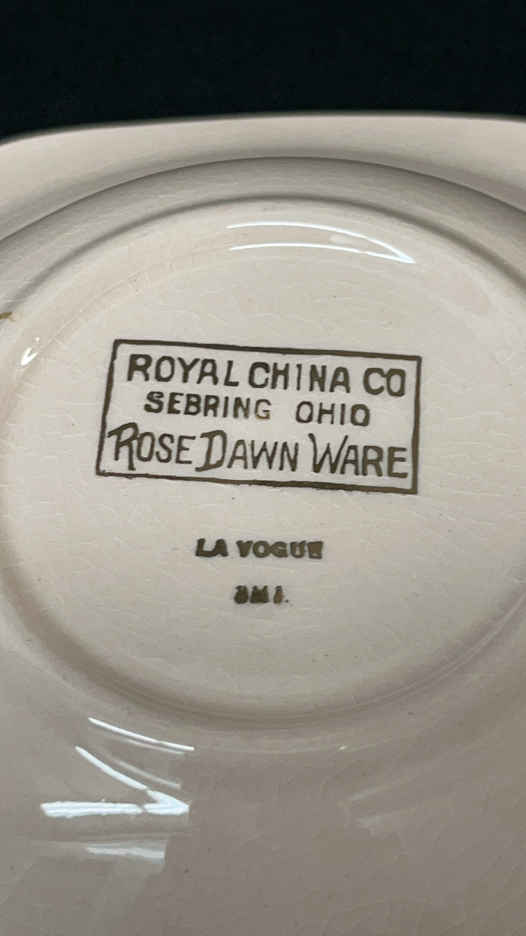 ROYAL CHINA CO
SEBRING OHIO
ROSE DAWN WARE
LA VOGUE